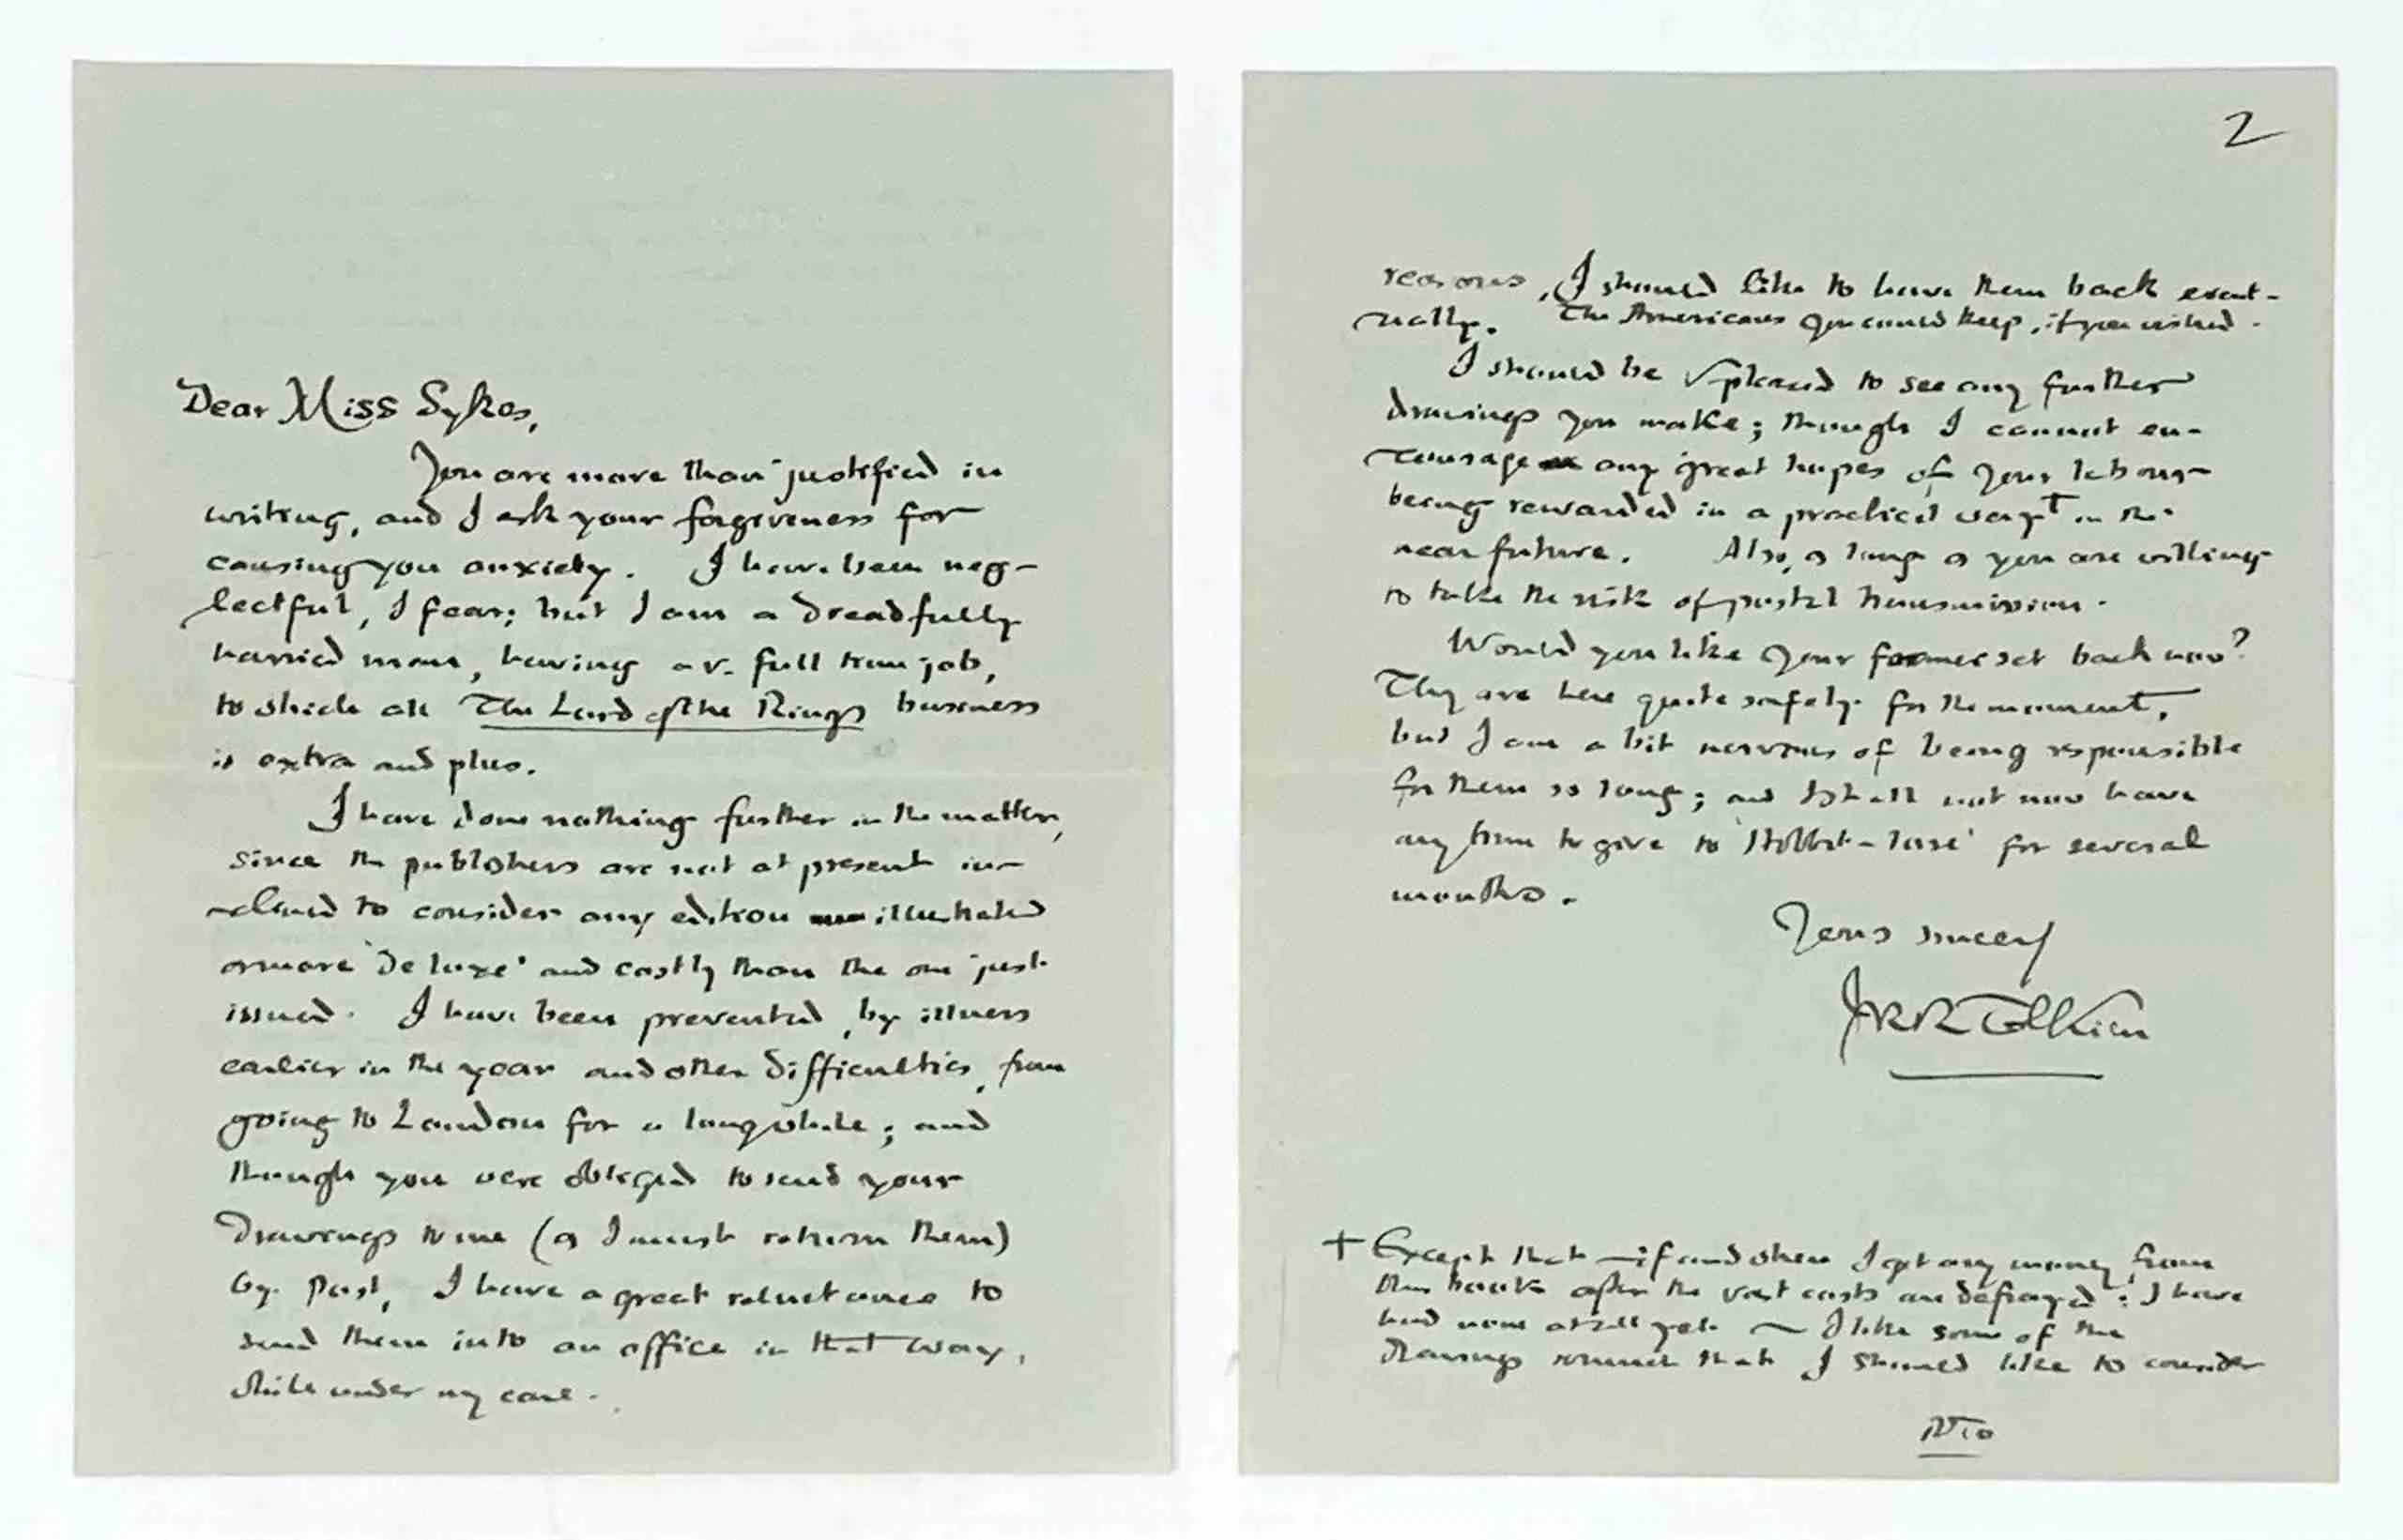 Dear Miss Sykes,
You are more than justified in
writing, and I ask your forgiveness for
causing you anxiety. I have been neg-
lectful, I fear; but I am a dreadfully
harried man, having a v. full time job,
to which all The Lord of the Rings business
is extra and plus.
I have done nothing further in the matter,
since the publishers are not at present in-
clined to consider any edition illustrated
or more 'de luxe' and costly than the one just
issued. I have been prevented, by illness
earlier in the year and other difficulties, from
going to London for a long while; and
though you were obliged to send your
drawings to me (as I must return them)
by post, I have a great reluctance to
send them into an office in that way,
while under my care.
2
reasons, I should like to have them back event-
ually. The Americans you could keep, if you wished.
I should be v. pleased to see any further
drawings you make; though I cannot en-
courage any great hopes of your labour
being rewarded in a practical way† in the
near future. Also, as long as you are willing
to take the risk of postal transmission.
Would you like your former set back now?
They are here quite safely for the moment,
but I am a bit nervous of being responsible
for them so long; and I shall not now have
any time to give to 'Hobbit-lore' for several
months.
Yours sincerely
JRR Tolkien
† Except that – if and when I get any money from
this book after the vast costs are defrayed: I have
had none at all yet – I like some of the
drawings so much that I should like to consider
PTO